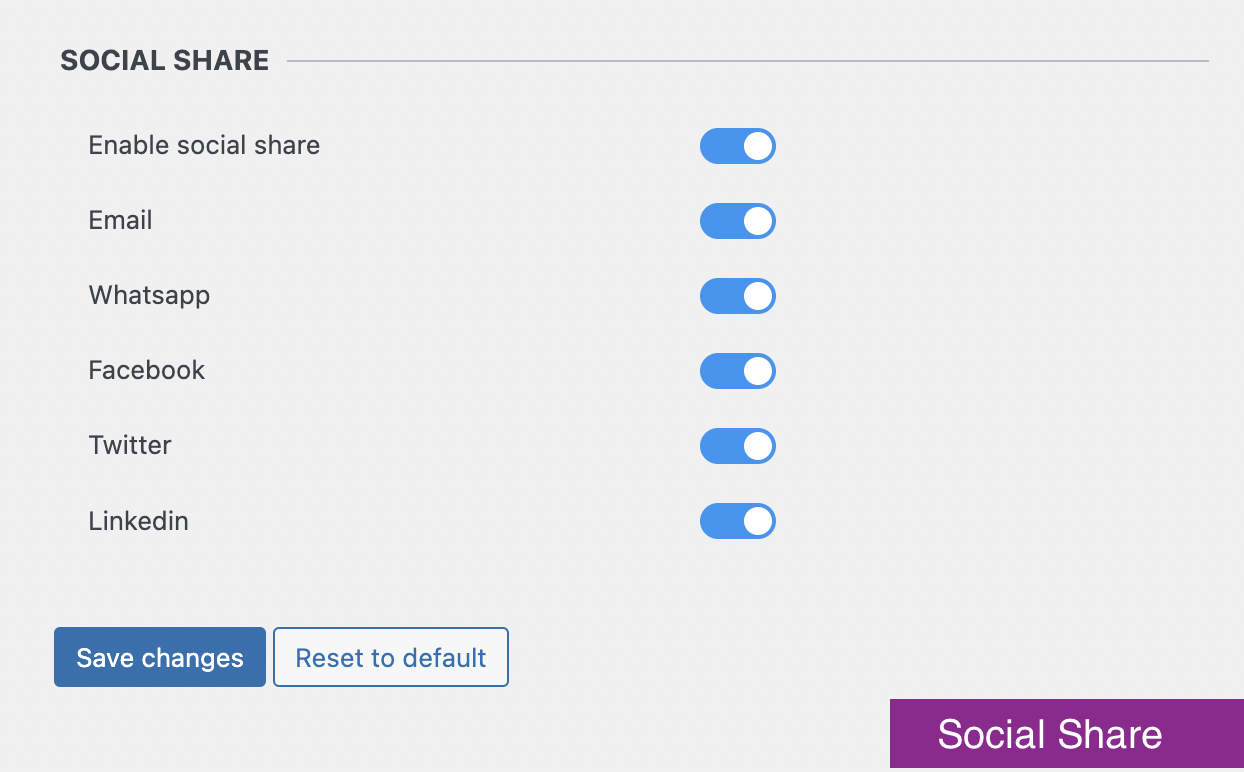 SOCIAL SHARE
Enable social share
Email
Whatsapp
Facebook
Twitter
Linkedin
Save changes Reset to default
Social Share